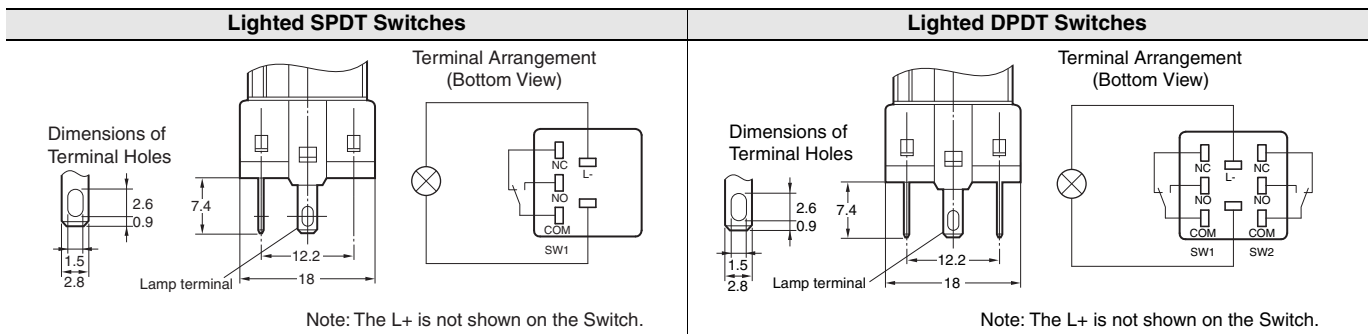 Lighted SPDT Switches
Terminal Arrangement
(Bottom View)
Dimensions of
Terminal Holes
2.6
0.9
1.5
2.8
7.4
12.2
18
Lamp terminal
NC
L-
NO
COM
SW1
Note: The L+ is not shown on the Switch.
Lighted DPDT Switches
Terminal Arrangement
(Bottom View)
Dimensions of
Terminal Holes
2.6
0.9
1.5
2.8
7.4
12.2
18
Lamp terminal
NC
L-
NC
NO
NO
COM
COM
SW1
SW2
Note: The L+ is not shown on the Switch.